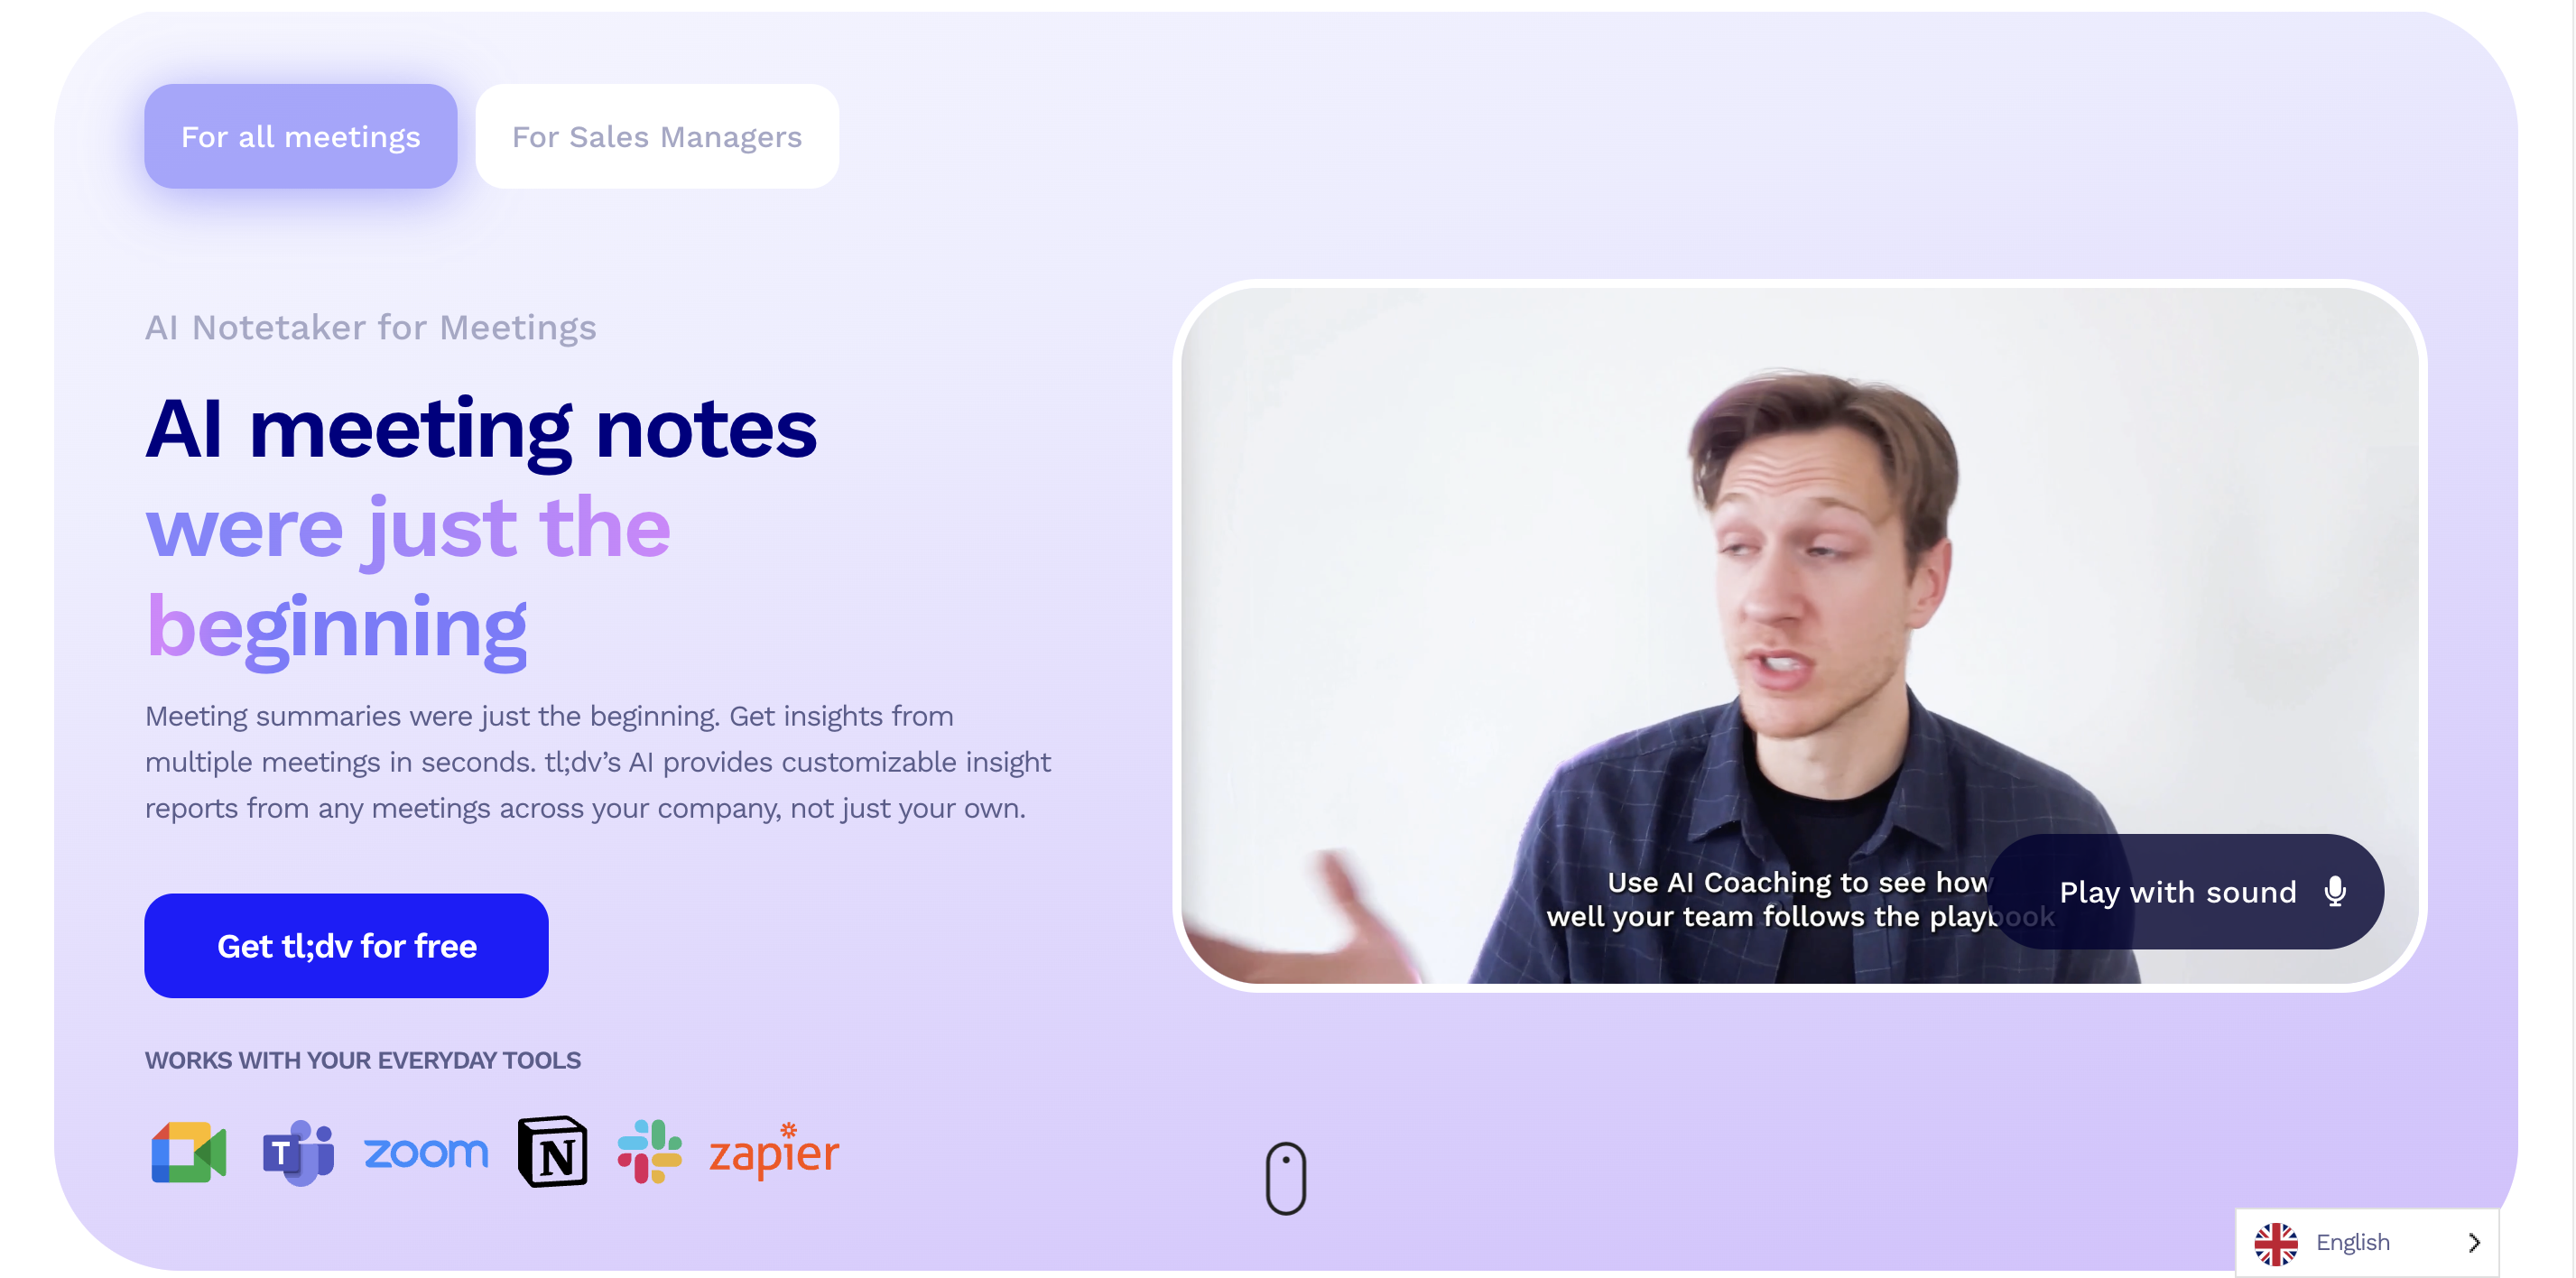 For all meetings
For Sales Managers
AI Notetaker for Meetings
AI meeting notes
were just the
beginning
Meeting summaries were just the beginning. Get insights from
multiple meetings in seconds. tl;dv’s AI provides customizable insight
reports from any meetings across your company, not just your own.
Get tl;dv for free
Use AI Coaching to see how
well your team follows the playbook
Play with sound
WORKS WITH YOUR EVERYDAY TOOLS
T
zoom
N
zapier
English